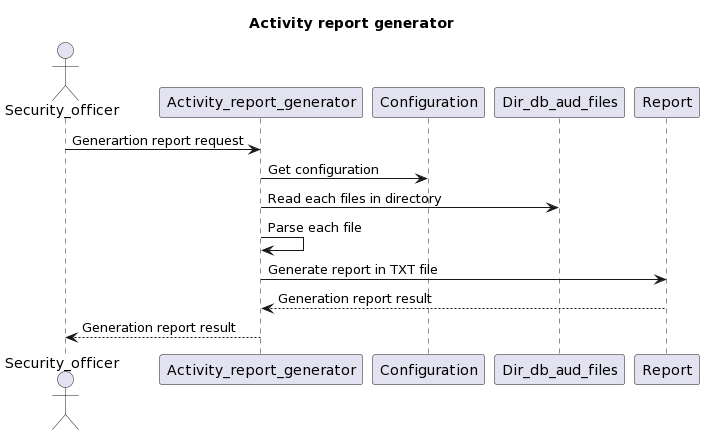 Activity report generator
Security_officer
Activity_report_generator
Configuration
Dir_db_aud_files
Report
Generartion report request
Get configuration
Read each files in directory
Parse each file
Generate report in TXT file
Generation report result
Generation report result
Security_officer
Activity_report_generator
Configuration
Dir_db_aud_files
Report